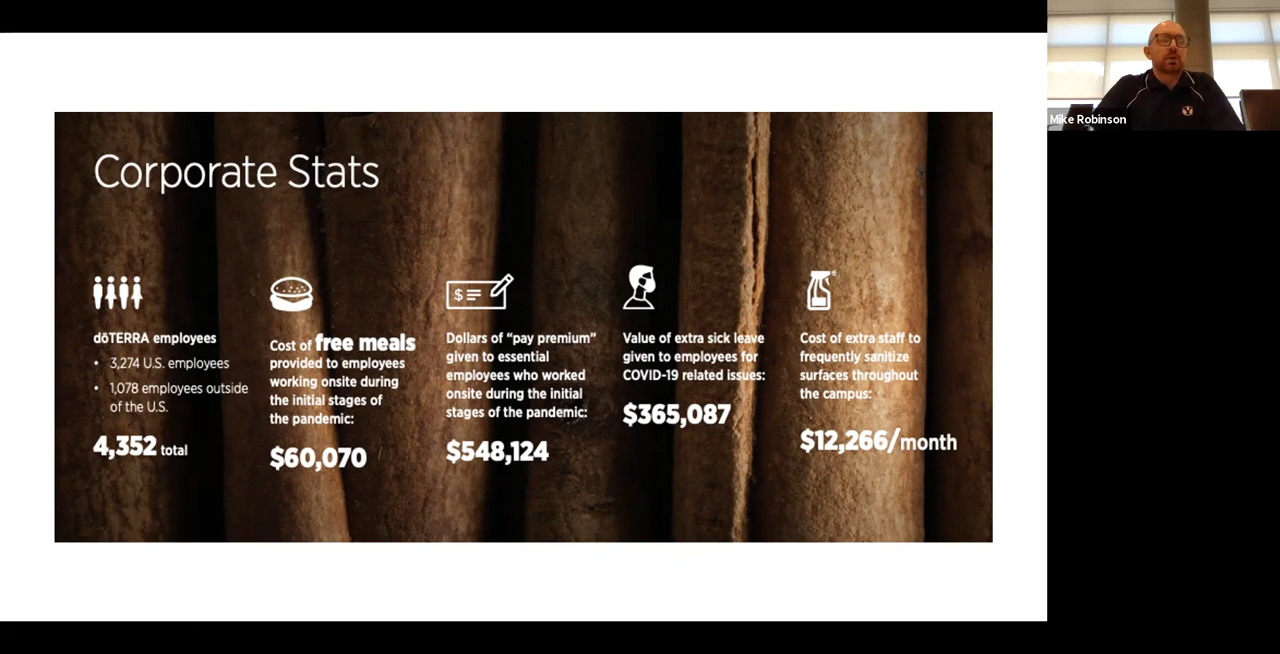 Corporate Stats
dōTERRA employees
• 3,274 U.S. employees
• 1,078 employees outside
of the U.S.
4,352 total
Cost of free meals
provided to employees
working onsite during
the initial stages of
the pandemic:
$60,070
$
Dollars of “pay premium”
given to essential
employees who worked
onsite during the initial
stages of the pandemic:
$548,124
Value of extra sick leave
given to employees for
COVID-19 related issues:
$365,087
Cost of extra staff to
frequently sanitize
surfaces throughout
the campus:
$12,266/month
Y
Mike Robinson